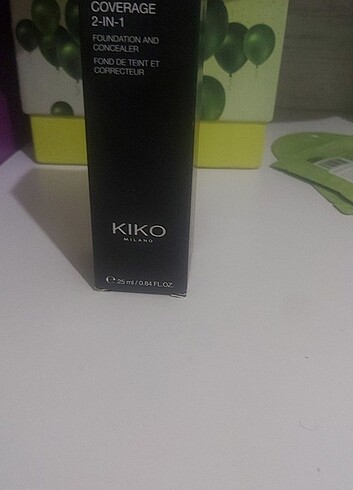 COVERAGE
2-IN-1
FOUNDATION AND
CONCEALER
FOND DE TEINT ET
CORRECTEUR
KIKO
MILANO
℮ 25 ml / 0.84 FL.OZ.